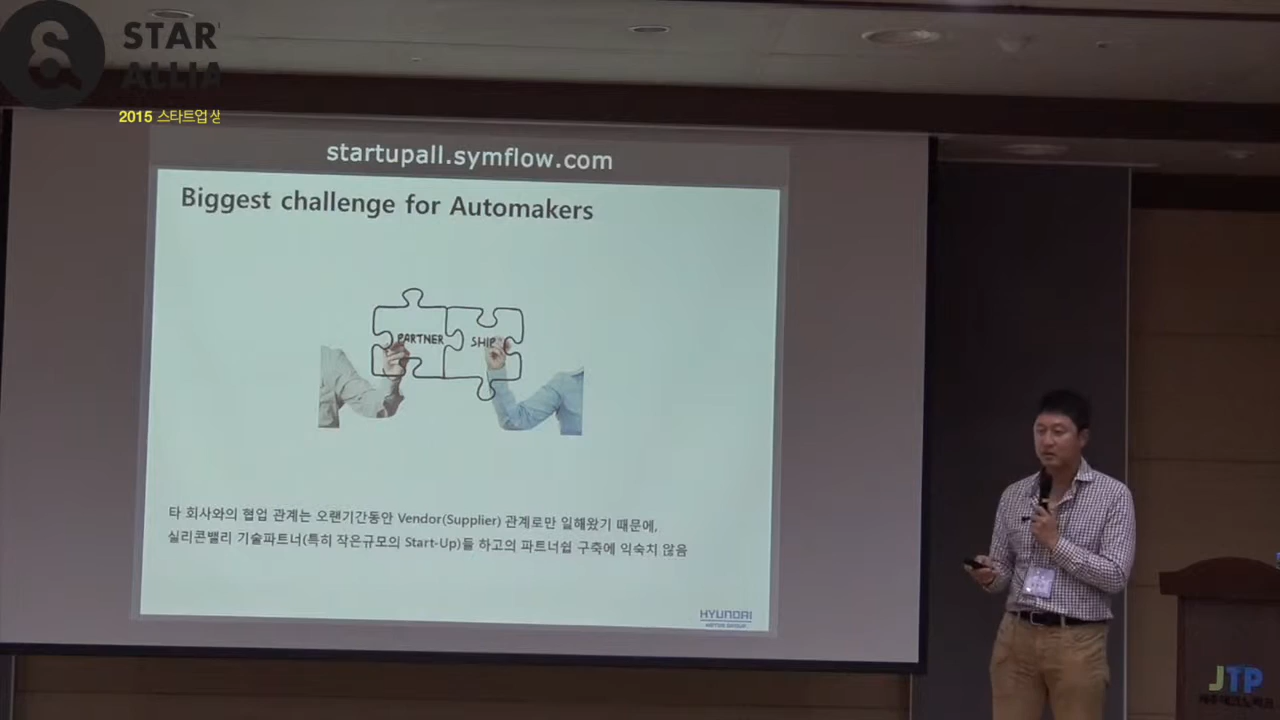 STAR
ALLIA
2015 스타트업 생
startupall.symflow.com
Biggest challenge for Automakers
PARTNER SHIP
타 회사와의 협업 관계는 오랜기간동안 Vendor(Supplier) 관계로만 일해왔기 때문에,
실리콘밸리 기술파트너(특히 작은규모의 Start-Up)들 하고의 파트너쉽 구축에 익숙치 않음
HYUNDAI
MOTOR GROUP
JTP